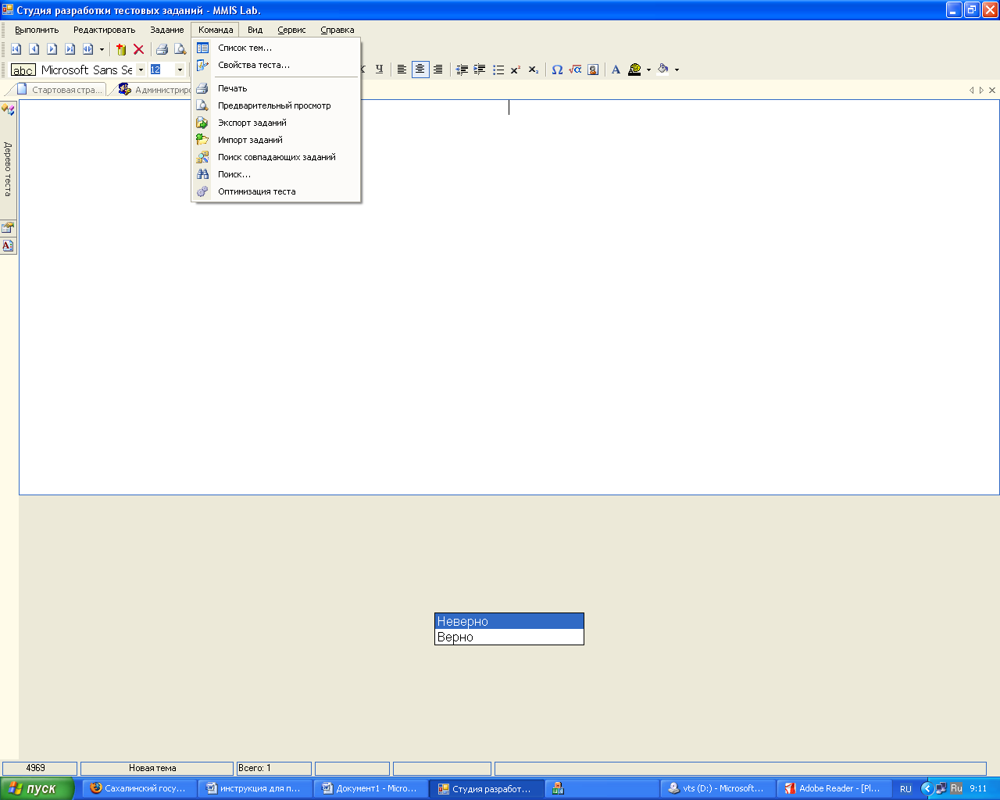 Студия разработки тестовых заданий - MMIS Lab.
Выполнить Редактировать Задание Команда Вид Сервис Справка
abc Microsoft Sans Se 12 Ч x² x₂ Ω √α A
Стартовая стра... Администриро
Список тем...
Свойства теста...
Печать
Предварительный просмотр
Экспорт заданий
Импорт заданий
Поиск совпадающих заданий
Поиск...
Оптимизация теста
Дерево теста
Неверно
Верно
4969 Новая тема Всего: 1
пуск Сахалинский госу... инструкция для п... Документ1 - Micro... Студия разработ... vts (D:) - Microsoft... Adobe Reader - [Pl... RU Ru 9:11